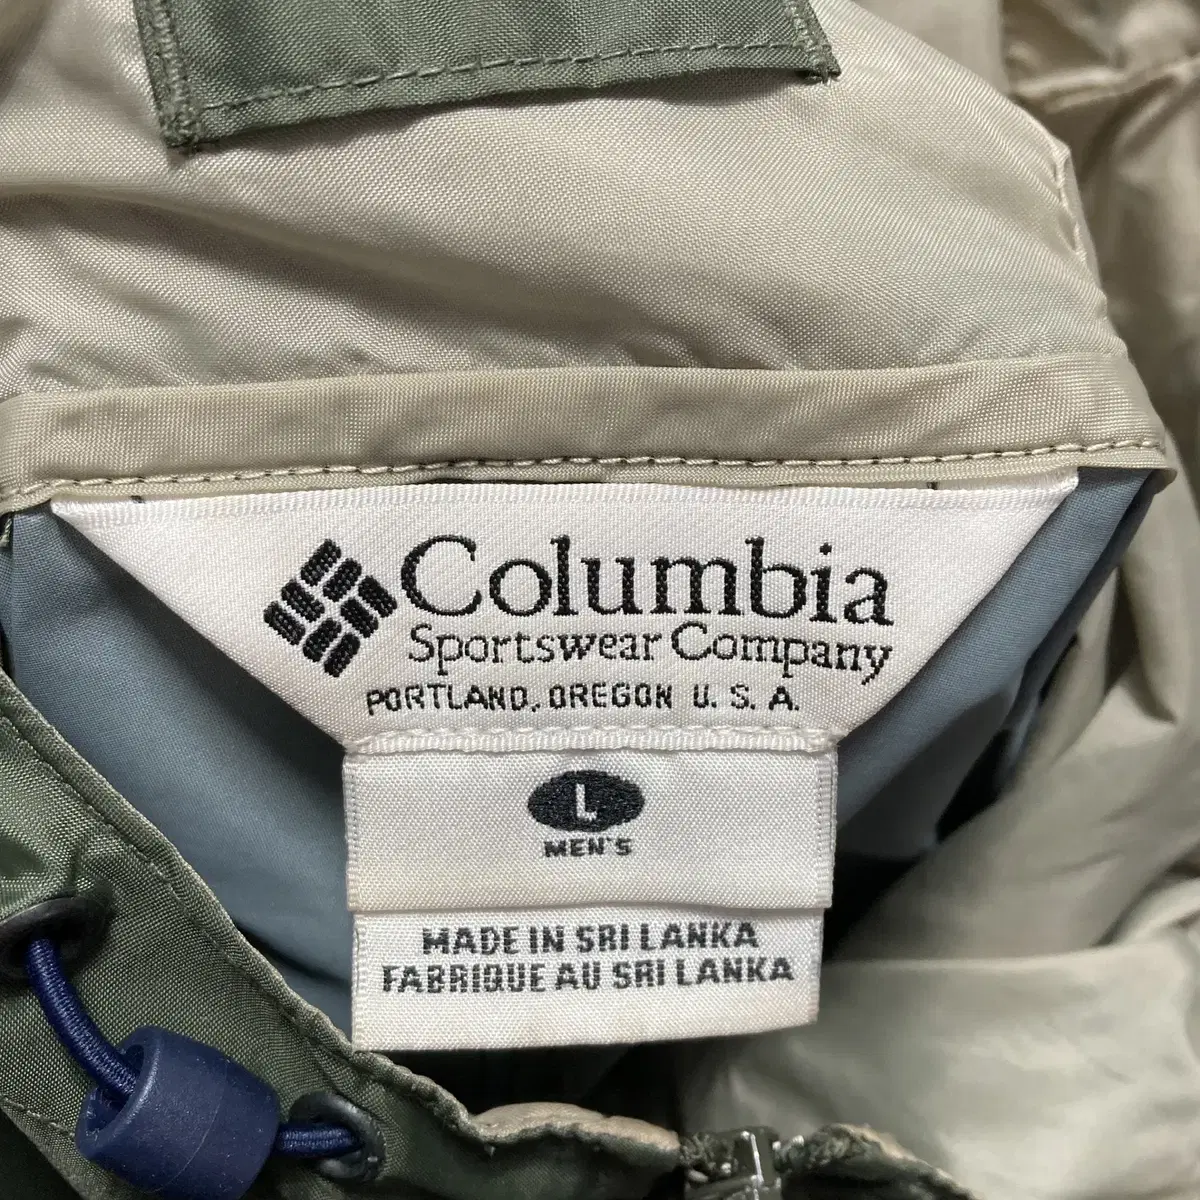 Columbia
Sportswear Company
PORTLAND, OREGON U.S.A.
L
MEN'S
MADE IN SRI LANKA
FABRIQUE AU SRI LANKA